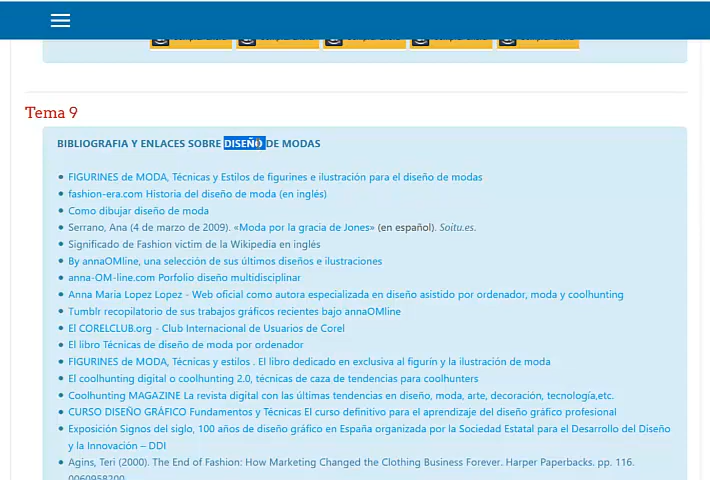 Tema 9
BIBLIOGRAFIA Y ENLACES SOBRE DISEÑO DE MODAS
FIGURINES de MODA, Técnicas y Estilos de figurines e ilustración para el diseño de modas
fashion-era.com Historia del diseño de moda (en inglés)
Como dibujar diseño de moda
Serrano, Ana (4 de marzo de 2009). «Moda por la gracia de Jones» (en español). Soitu.es.
Significado de Fashion victim de la Wikipedia en inglés
By annaOMline, una selección de sus últimos diseños e ilustraciones
anna-OM-line.com Porfolio diseño multidisciplinar
Anna Maria Lopez Lopez - Web oficial como autora especializada en diseño asistido por ordenador, moda y coolhunting
Tumblr recopilatorio de sus trabajos gráficos recientes bajo annaOMline
El CORELCLUB.org - Club Internacional de Usuarios de Corel
El libro Técnicas de diseño de moda por ordenador
FIGURINES de MODA, Técnicas y estilos . El libro dedicado en exclusiva al figurín y la ilustración de moda
El coolhunting digital o coolhunting 2.0, técnicas de caza de tendencias para coolhunters
Coolhunting MAGAZINE La revista digital con las últimas tendencias en diseño, moda, arte, decoración, tecnología,etc.
CURSO DISEÑO GRÁFICO Fundamentos y Técnicas El curso definitivo para el aprendizaje del diseño gráfico profesional
Exposición Signos del siglo, 100 años de diseño gráfico en España organizada por la Sociedad Estatal para el Desarrollo del Diseño
y la Innovación – DDI
Agins, Teri (2000). The End of Fashion: How Marketing Changed the Clothing Business Forever. Harper Paperbacks. pp. 116.
0060958200